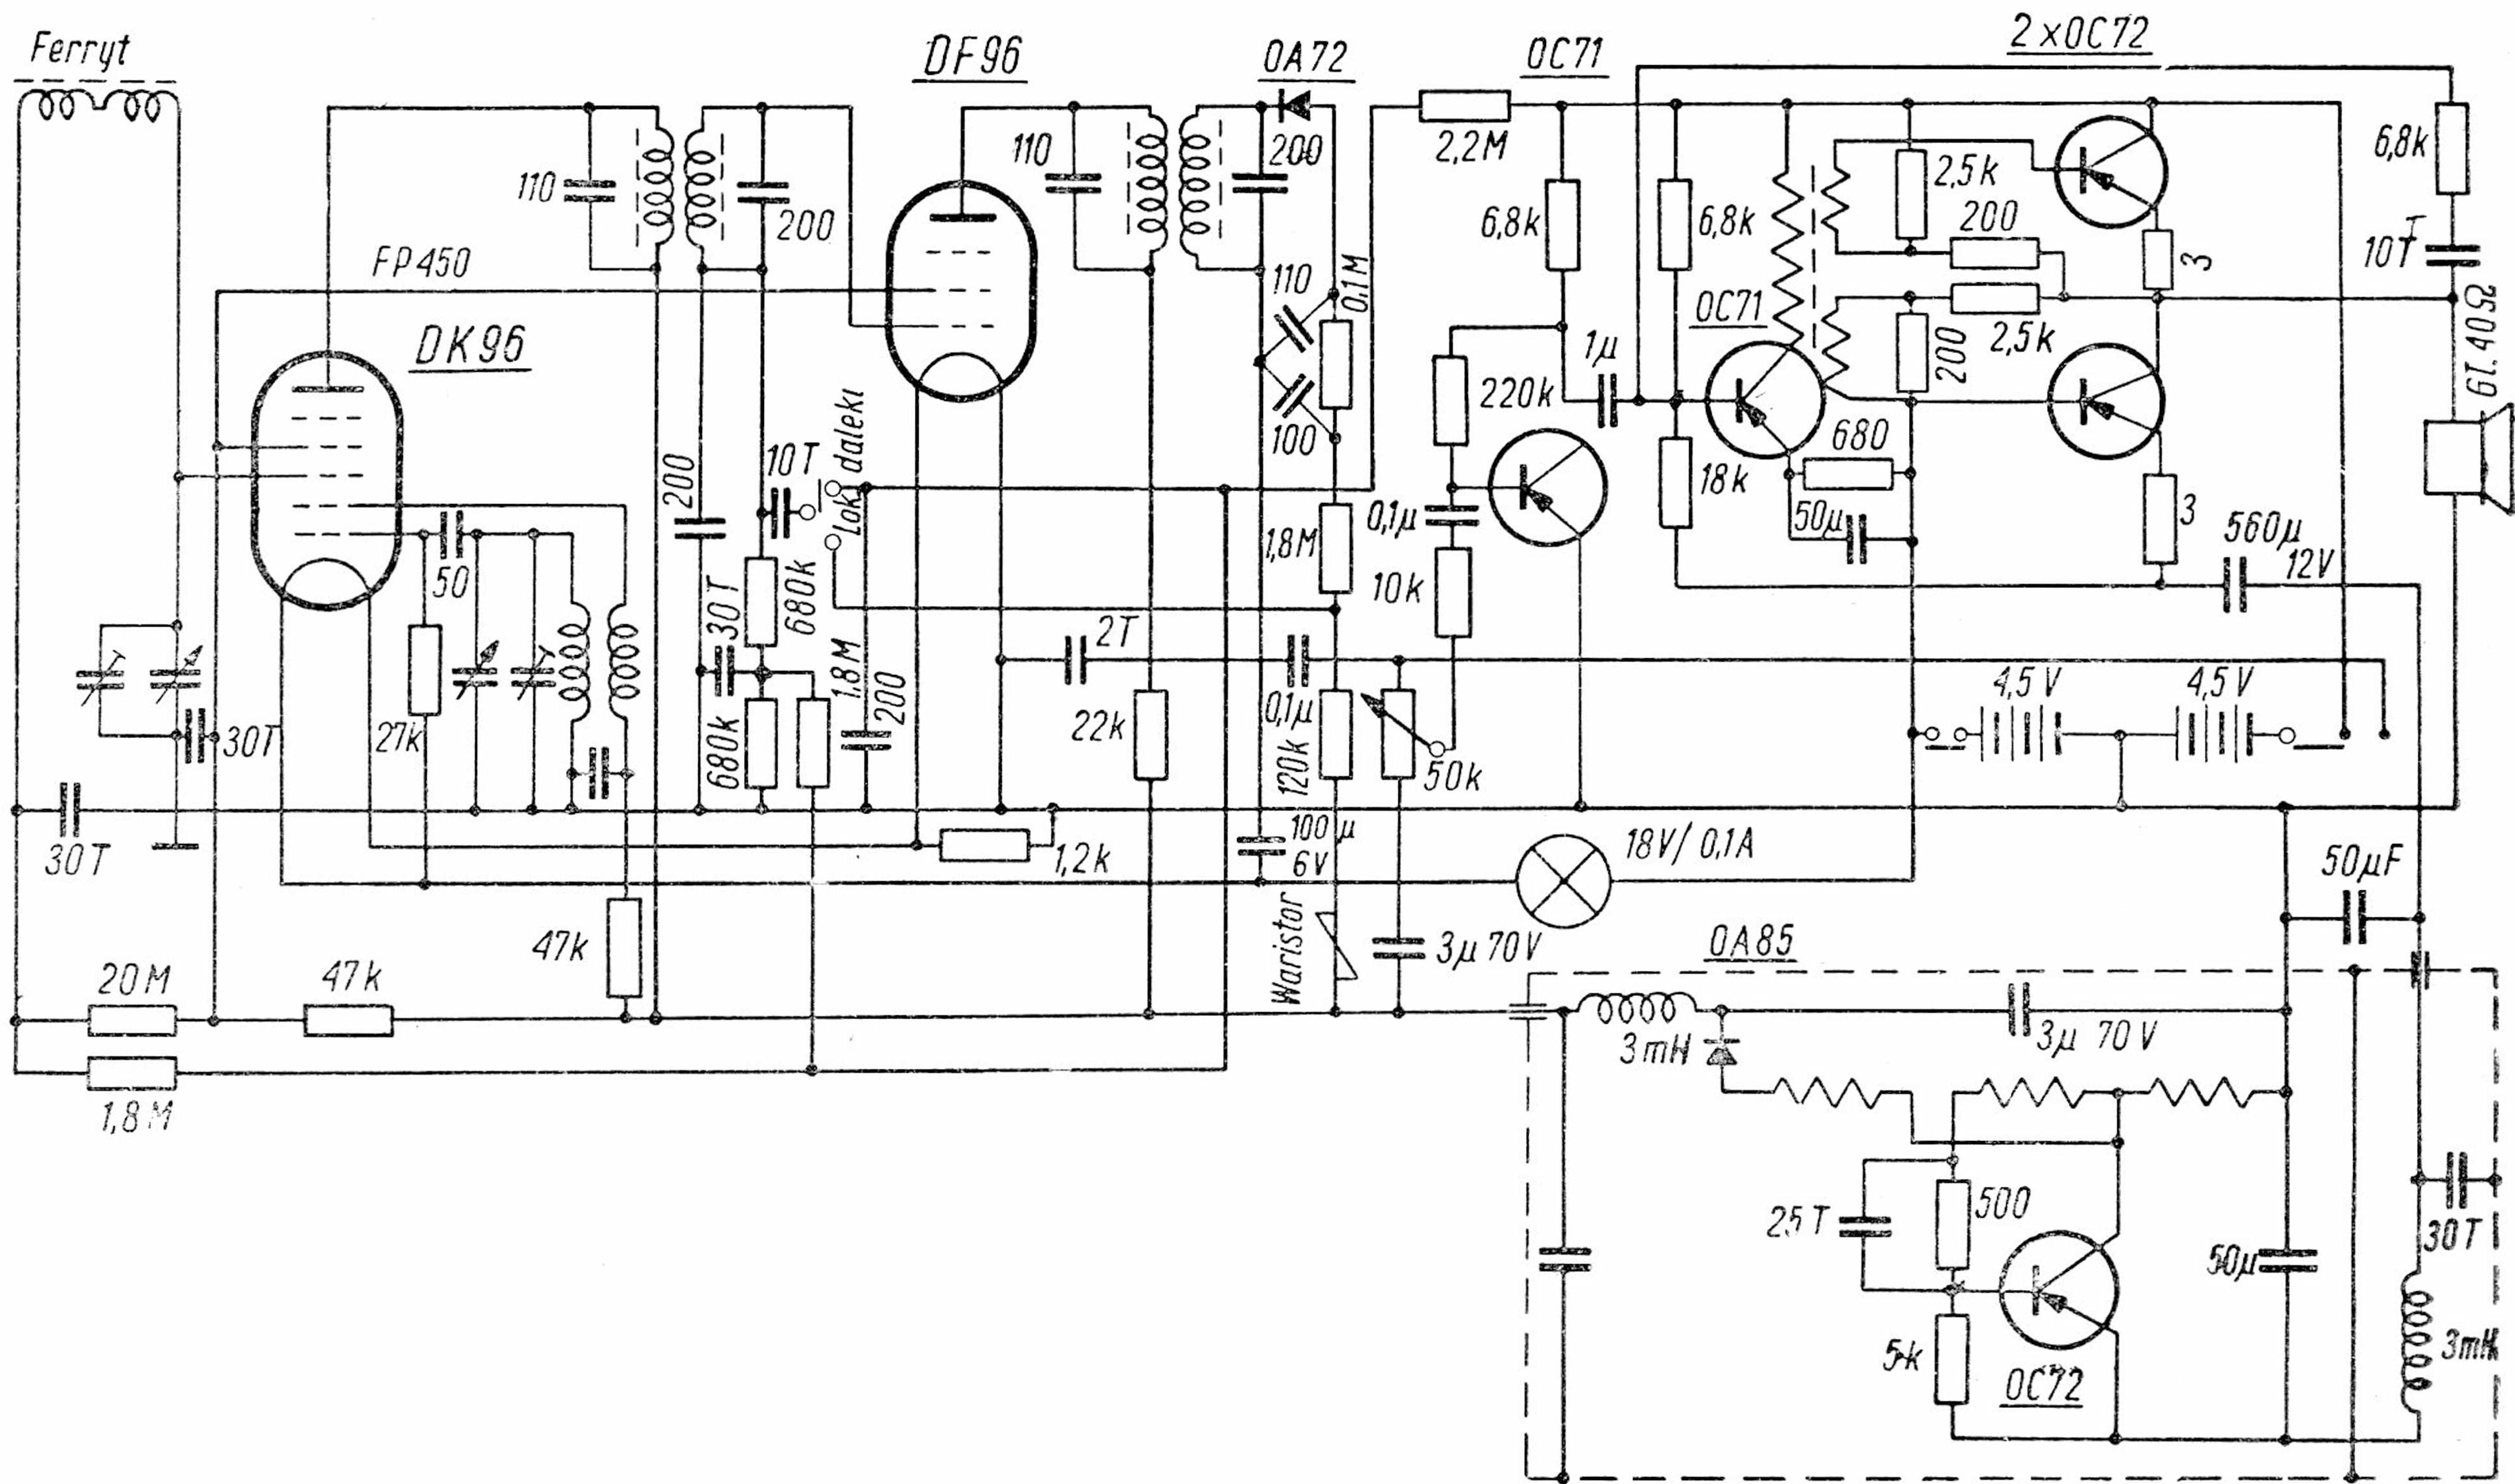 Ferryt
DF96
OA72
OC71
2xOC72
110
200
110
200
2,2M
6,8k
6,8k
2,5k
200
3
6,8k
10T
FP450
DK96
110
0,1M
100
1µ
OC71
2,5k
200
Gł. 40Ω
220k
680
18k
50µ
3
560µ
12V
50
200
10T
Lok.
daleki
0,1µ
1,8M
10k
27k
30T
30T
680k
680k
1,8M
200
2T
22k
0,1µ
120k
50k
4,5V
4,5V
30T
1,2k
100µ
6V
18V/0,1A
50µF
47k
Waristor
3µ 70V
OA85
20M
47k
3mH
3µ 70V
1,8M
25T
500
30T
50µ
5k
OC72
3mH